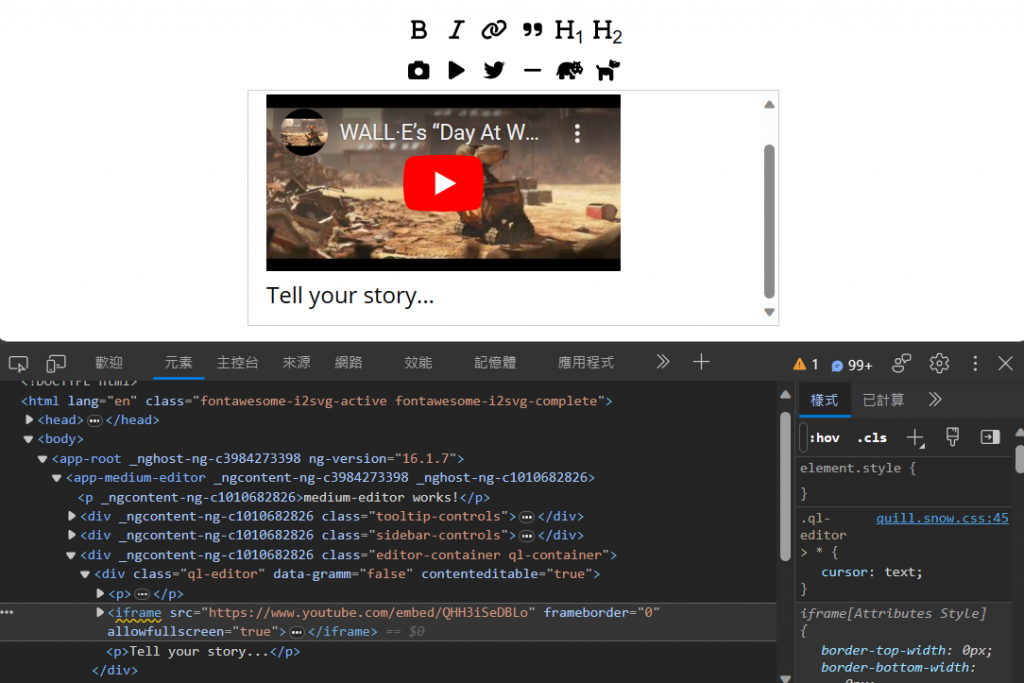 B I H1 H2
WALL·E’s “Day At W...
Tell your story...
歡迎 元素 主控台 來源 網路 效能 記憶體 應用程式 1 99+
<!DOCTYPE html>
<html lang="en" class="fontawesome-i2svg-active fontawesome-i2svg-complete">
<head> ••• </head>
<body>
<app-root _nghost-ng-c3984273398 ng-version="16.1.7">
<app-medium-editor _ngcontent-ng-c3984273398 _nghost-ng-c1010682826>
<p _ngcontent-ng-c1010682826>medium-editor works!</p>
<div _ngcontent-ng-c1010682826 class="tooltip-controls"> ••• </div>
<div _ngcontent-ng-c1010682826 class="sidebar-controls"> ••• </div>
<div _ngcontent-ng-c1010682826 class="editor-container ql-container">
<div class="ql-editor" data-gramm="false" contenteditable="true">
<p> ••• </p>
••• <iframe src="https://www.youtube.com/embed/QHH3iSeDBLo" frameborder="0"
allowfullscreen="true"> ••• </iframe> == $0
<p>Tell your story...</p>
</div>
樣式 已計算
:hov .cls
element.style {
}
.ql- quill.snow.css:45
editor
> * {
cursor: text;
}
iframe[Attributes Style]
{
border-top-width: 0px;
border-bottom-width:
0px;